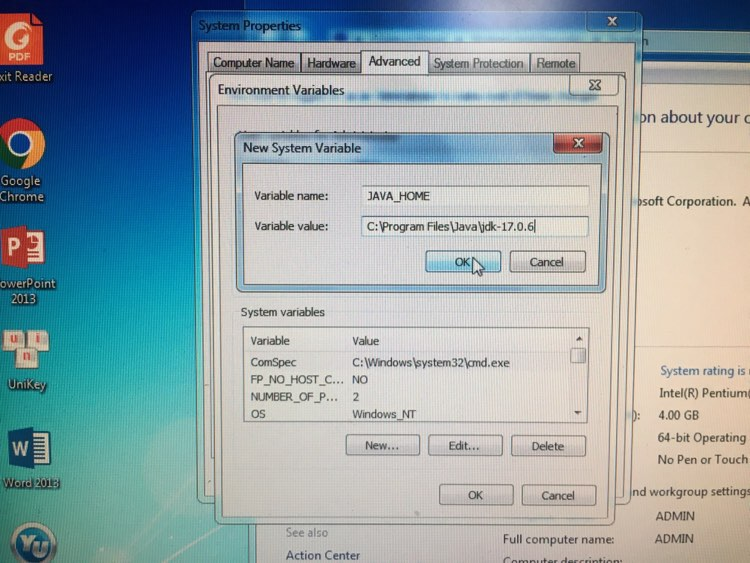 System Properties
Computer Name Hardware Advanced System Protection Remote
Environment Variables
New System Variable
Variable name: JAVA_HOME
Variable value: C:\Program Files\Java\jdk-17.0.6
OK Cancel
System variables
Variable Value
ComSpec C:\Windows\system32\cmd.exe
FP_NO_HOST_C... NO
NUMBER_OF_P... 2
OS Windows_NT
New... Edit... Delete
OK Cancel
PDF
xit Reader
Google
Chrome
owerPoint
2013
u i
n
UniKey
Word 2013
YU
on about your c
osoft Corporation. A
System rating is
Intel(R) Pentium(
): 4.00 GB
64-bit Operating
No Pen or Touch
nd workgroup settings
ADMIN
See also
Full computer name: ADMIN
Action Center
Computer description: